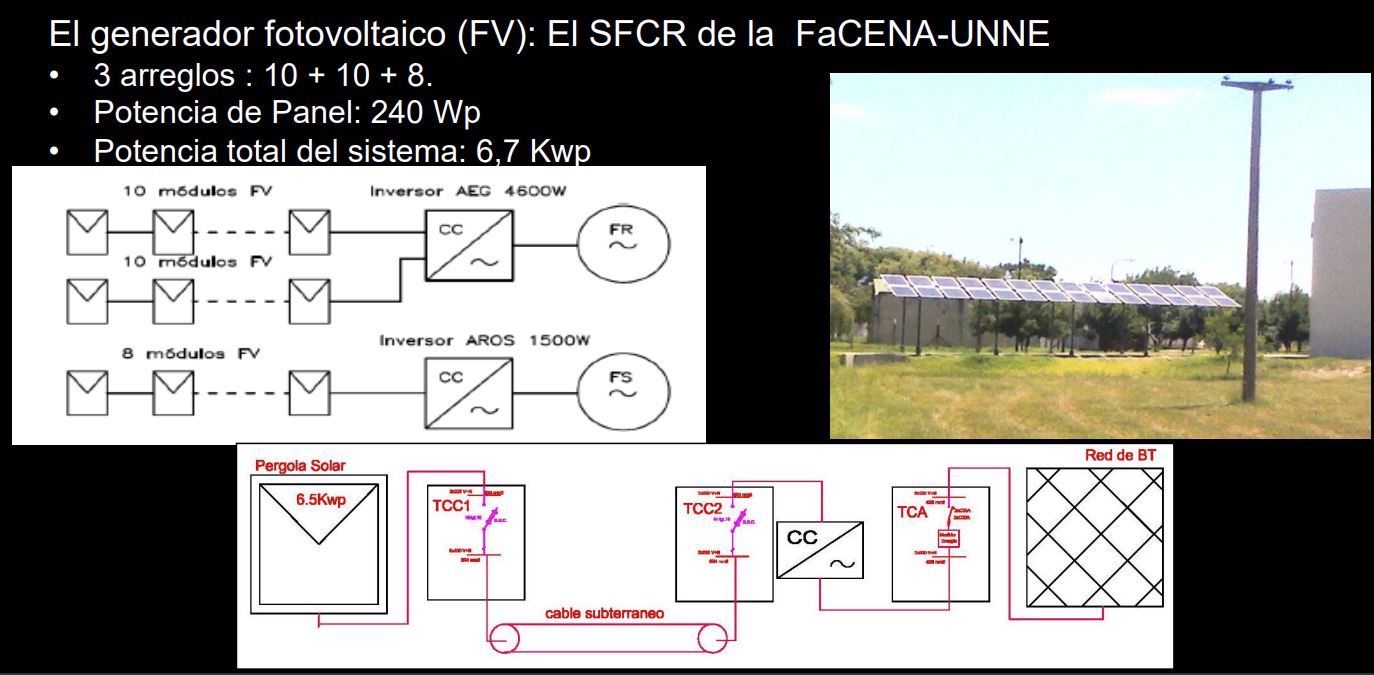 El generador fotovoltaico (FV): El SFCR de la FaCENA-UNNE
• 3 arreglos : 10 + 10 + 8.
• Potencia de Panel: 240 Wp
• Potencia total del sistema: 6,7 Kwp
10 módulos FV
Inversor AEG 4600W
CC
FR
10 módulos FV
8 módulos FV
Inversor AROS 1500W
CC
FS
Pergola Solar
6.5Kwp
TCC1
cable subterraneo
TCC2
CC
TCA
Medidor
Energía
Red de BT